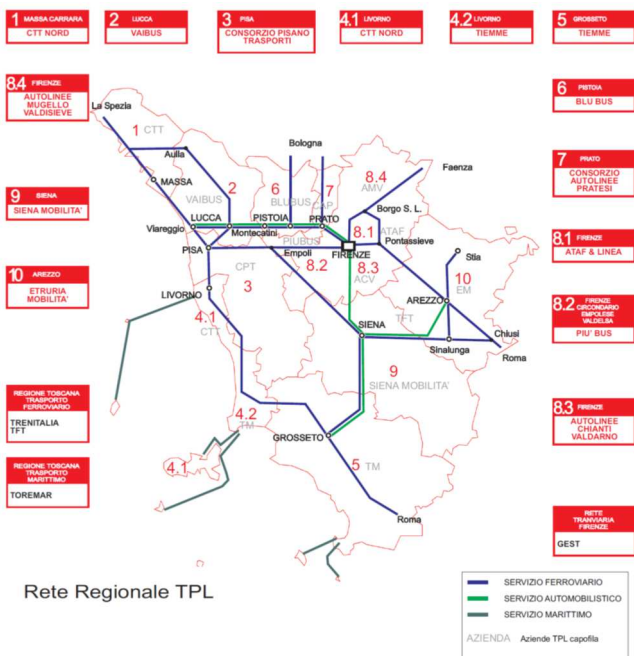 1 MASSA CARRARA
CTT NORD
2 LUCCA
VAIBUS
3 PISA
CONSORZIO PISANO
TRASPORTI
4.1 LIVORNO
CTT NORD
4.2 LIVORNO
TIEMME
5 GROSSETO
TIEMME
8.4 FIRENZE
AUTOLINEE
MUGELLO
VALDISIEVE
6 PISTOIA
BLU BUS
7 PRATO
CONSORZIO
AUTOLINEE
PRATESI
9 SIENA
SIENA MOBILITA'
8.1 FIRENZE
ATAF & LINEA
10 AREZZO
ETRURIA
MOBILITA'
8.2 FIRENZE
CIRCONDARIO
EMPOLESE
VALDELSA
PIU' BUS
REGIONE TOSCANA
TRASPORTO
FERROVIARIO
TRENITALIA
TFT
8.3 FIRENZE
AUTOLINEE
CHIANTI
VALDARNO
REGIONE TOSCANA
TRASPORTO
MARITTIMO
TOREMAR
RETE
TRANVIARIA
FIRENZE
GEST
La Spezia
1 CTT
Aulla
MASSA
Bologna
Faenza
8.4
AMV
VAIBUS
2
6
BLUBUS
7
CAP
Borgo S. L.
Viareggio
LUCCA
Montecatini
PISTOIA
PRATO
8.1
ATAF
Pontassieve
PISA
PIUBUS
Empoli
FIRENZE
Stia
CPT
3
8.2
8.3
ACV
10
EM
LIVORNO
AREZZO
4.1
CTT
TFT
SIENA
Chiusi
Sinalunga
Roma
9
SIENA MOBILITA'
4.2
TM
GROSSETO
4.1
5 TM
Roma
Rete Regionale TPL
SERVIZIO FERROVIARIO
SERVIZIO AUTOMOBILISTICO
SERVIZIO MARITTIMO
AZIENDA Aziende TPL capofila